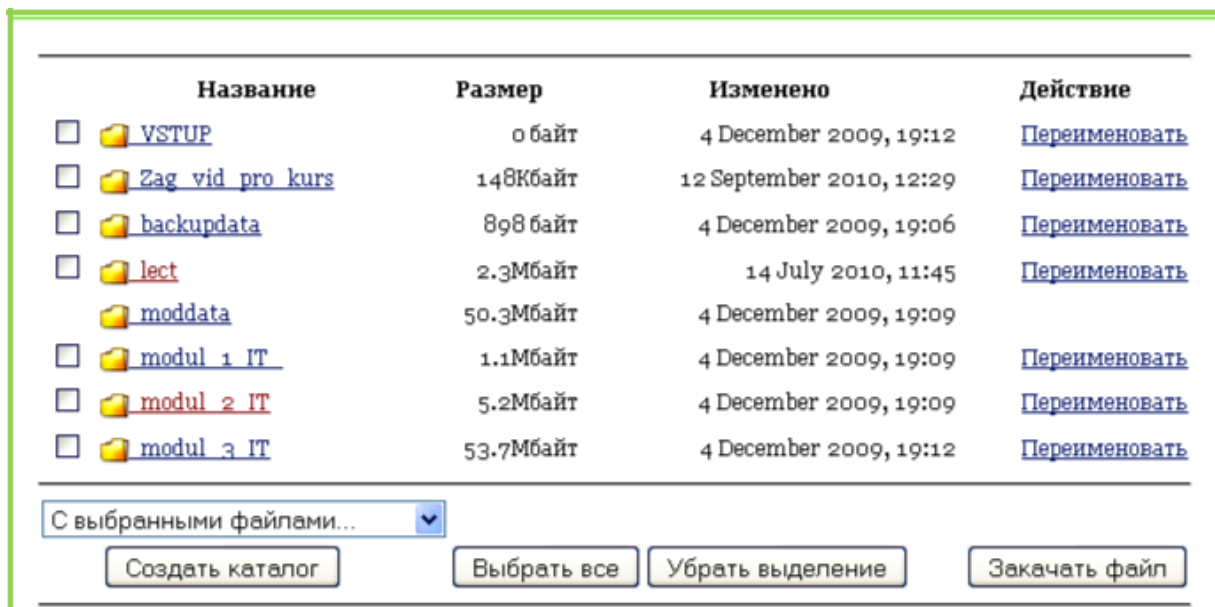 Название Размер Изменено Действие
VSTUP 0 байт 4 December 2009, 19:12 Переименовать
Zag_vid_pro_kurs 148Кбайт 12 September 2010, 12:29 Переименовать
backupdata 898 байт 4 December 2009, 19:06 Переименовать
lect 2.3Мбайт 14 July 2010, 11:45 Переименовать
moddata 50.3Мбайт 4 December 2009, 19:09
modul_1_IT_ 1.1Мбайт 4 December 2009, 19:09 Переименовать
modul_2_IT 5.2Мбайт 4 December 2009, 19:09 Переименовать
modul_3_IT 53.7Мбайт 4 December 2009, 19:12 Переименовать
С выбранными файлами...
Создать каталог Выбрать все Убрать выделение Закачать файл